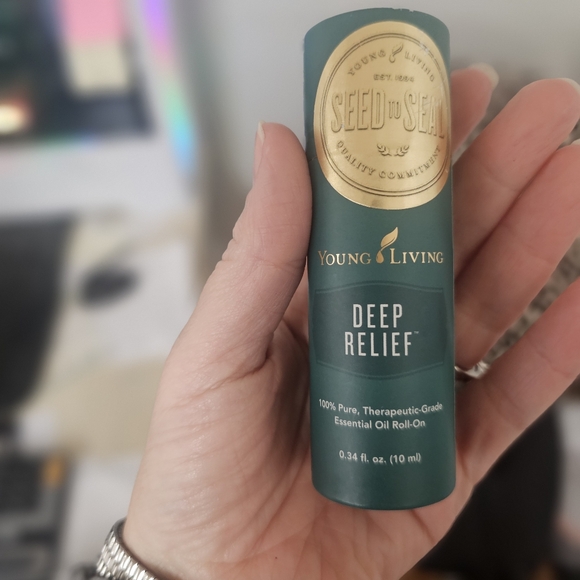 YOUNG LIVING
EST. 1994
SEED TO SEAL
QUALITY COMMITMENT
YOUNG LIVING
DEEP
RELIEF™
100% Pure, Therapeutic-Grade
Essential Oil Roll-On
0.34 fl. oz. (10 ml)